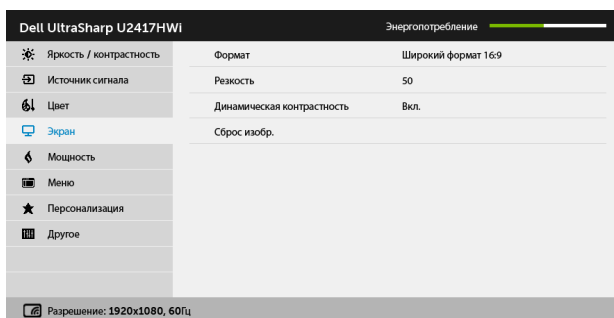 Dell UltraSharp U2417HWi
Энергопотребление
Яркость / контрастность
Формат
Широкий формат 16:9
Источник сигнала
Резкость
50
Цвет
Динамическая контрастность
Вкл.
Экран
Сброс изобр.
Мощность
Меню
Персонализация
Другое
Разрешение: 1920x1080, 60Гц